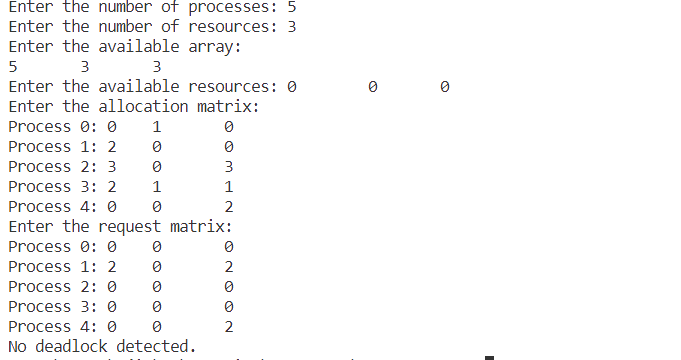 Enter the number of processes: 5
Enter the number of resources: 3
Enter the available array:
5 3 3
Enter the available resources: 0 0 0
Enter the allocation matrix:
Process 0: 0 1 0
Process 1: 2 0 0
Process 2: 3 0 3
Process 3: 2 1 1
Process 4: 0 0 2
Enter the request matrix:
Process 0: 0 0 0
Process 1: 2 0 2
Process 2: 0 0 0
Process 3: 0 0 0
Process 4: 0 0 2
No deadlock detected.